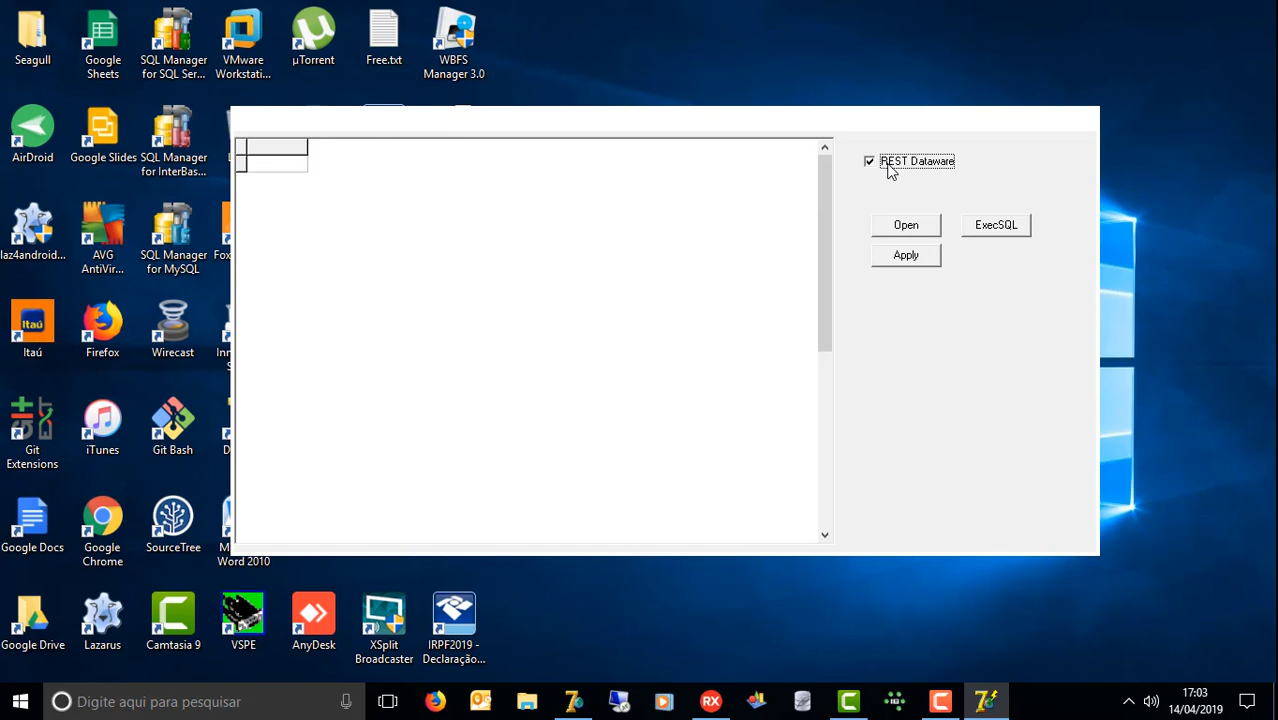 Seagull
Google
Sheets
SQL Manager
for SQL Ser...
VMware
Workstati...
µTorrent
Free.txt
WBFS
Manager 3.0
AirDroid
Google Slides
SQL Manager
for InterBas...
REST Dataware
Open
ExecSQL
Apply
laz4android...
AVG
AntiVir...
SQL Manager
for MySQL
Fox
Itaú
Itaú
Firefox
Wirecast
Inn
Git
Extensions
iTunes
Git Bash
Google Docs
Google
Chrome
SourceTree
Word 2010
Google Drive
Lazarus
Camtasia 9
VSPE
AnyDesk
XSplit
Broadcaster
IRPF2019 -
Declaração...
Digite aqui para pesquisar
RX
17:03
14/04/2019